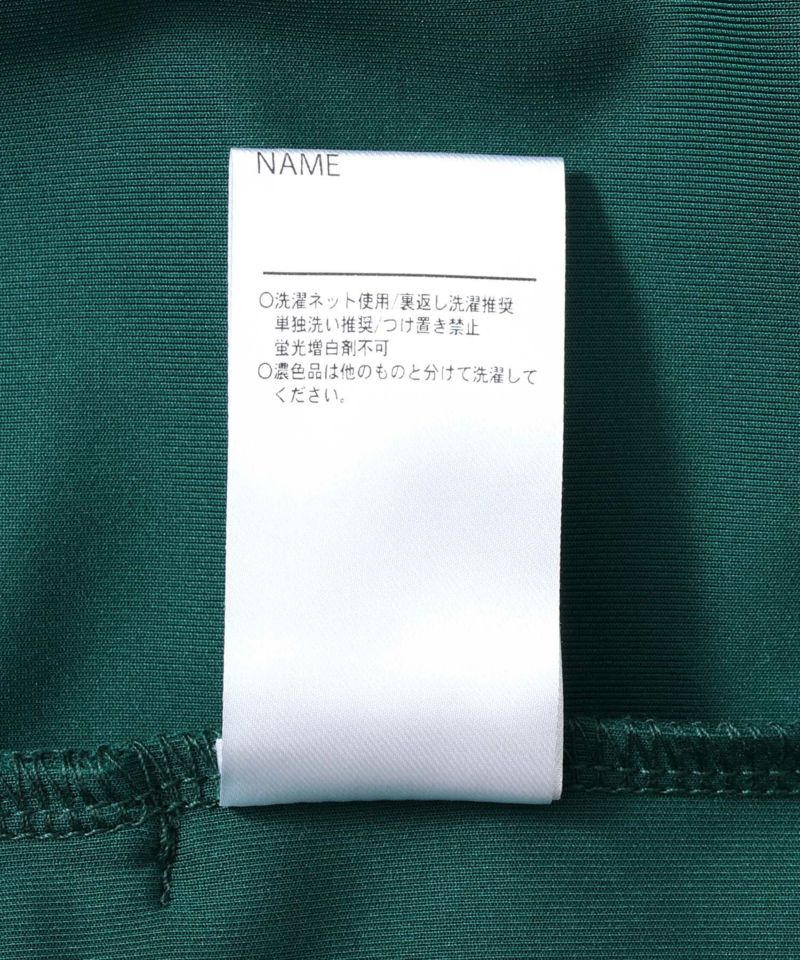 NAME
○洗濯ネット使用/裏返し洗濯推奨
単独洗い推奨/つけ置き禁止
蛍光増白剤不可
○濃色品は他のものと分けて洗濯して
ください。